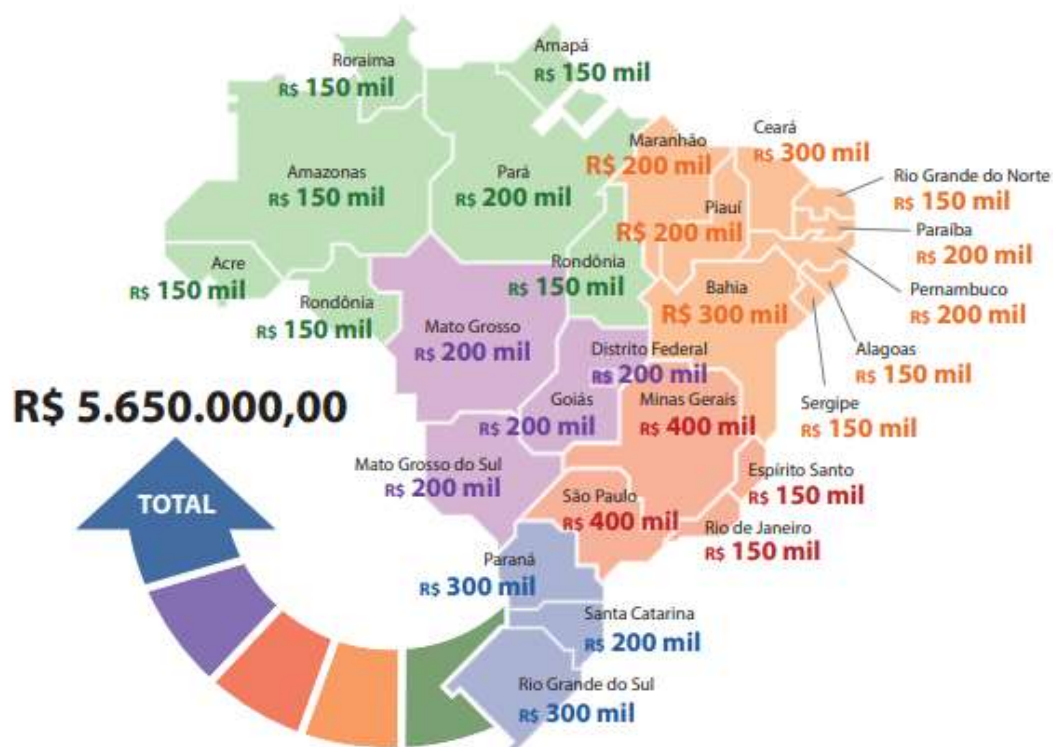 Roraima
R$ 150 mil
Amapá
R$ 150 mil
Amazonas
R$ 150 mil
Pará
R$ 200 mil
Maranhão
R$ 200 mil
Ceará
R$ 300 mil
Piauí
R$ 200 mil
Rio Grande do Norte
R$ 150 mil
Paraíba
R$ 200 mil
Pernambuco
R$ 200 mil
Alagoas
R$ 150 mil
Sergipe
R$ 150 mil
Acre
R$ 150 mil
Rondônia
R$ 150 mil
Rondônia
R$ 150 mil
Bahia
R$ 300 mil
Mato Grosso
R$ 200 mil
Distrito Federal
R$ 200 mil
Goiás
R$ 200 mil
Minas Gerais
R$ 400 mil
Mato Grosso do Sul
R$ 200 mil
São Paulo
R$ 400 mil
Espírito Santo
R$ 150 mil
Rio de Janeiro
R$ 150 mil
Paraná
R$ 300 mil
Santa Catarina
R$ 200 mil
Rio Grande do Sul
R$ 300 mil
R$ 5.650.000,00
TOTAL